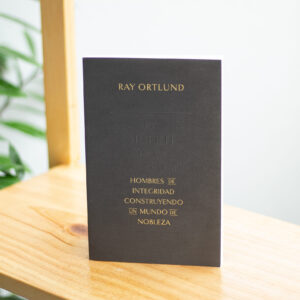 RAY ORTLUND
HOMBRES DE
INTEGRIDAD
CONSTRUYENDO
UN MUNDO DE
NOBLEZA